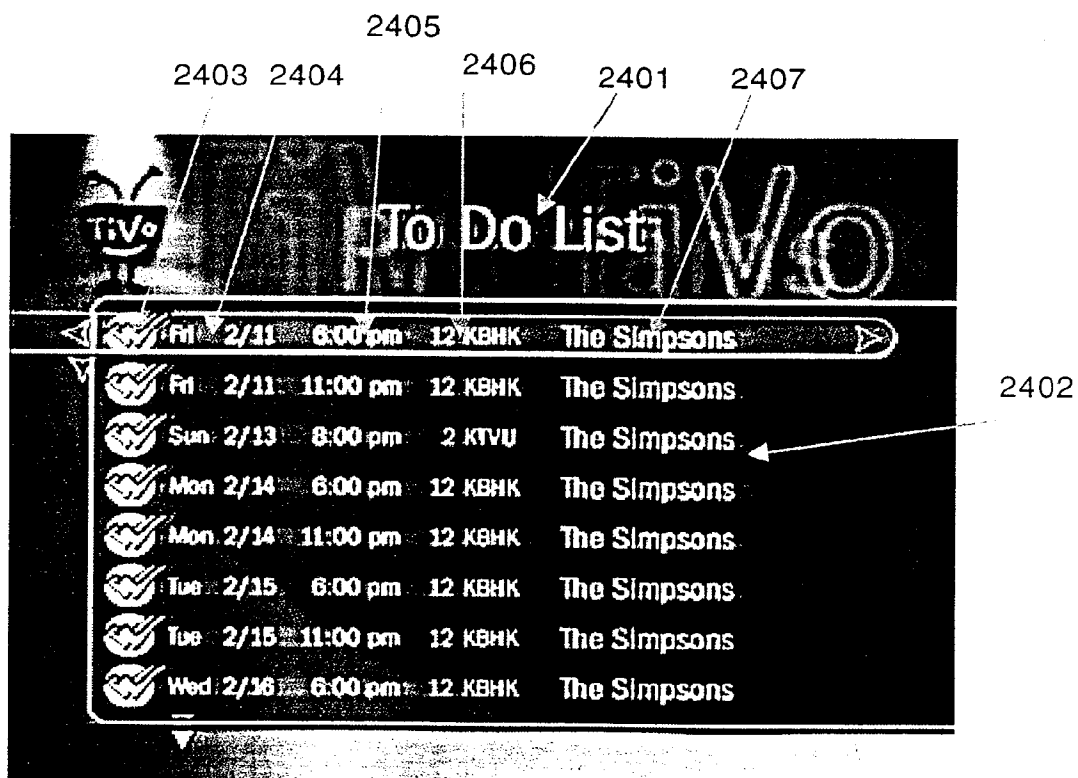 2405
2403 2404 2406 2401 2407
TiVo
TiVo
To Do List
Fri 2/11 6:00 pm 12 KBHK The Simpsons
Fri 2/11 11:00 pm 12 KBHK The Simpsons
2402
Sun 2/13 8:00 pm 2 KTVU The Simpsons
Mon 2/14 6:00 pm 12 KBHK The Simpsons
Mon 2/14 11:00 pm 12 KBHK The Simpsons
Tue 2/15 6:00 pm 12 KBHK The Simpsons
Tue 2/15 11:00 pm 12 KBHK The Simpsons
Wed 2/16 6:00 pm 12 KBHK The Simpsons